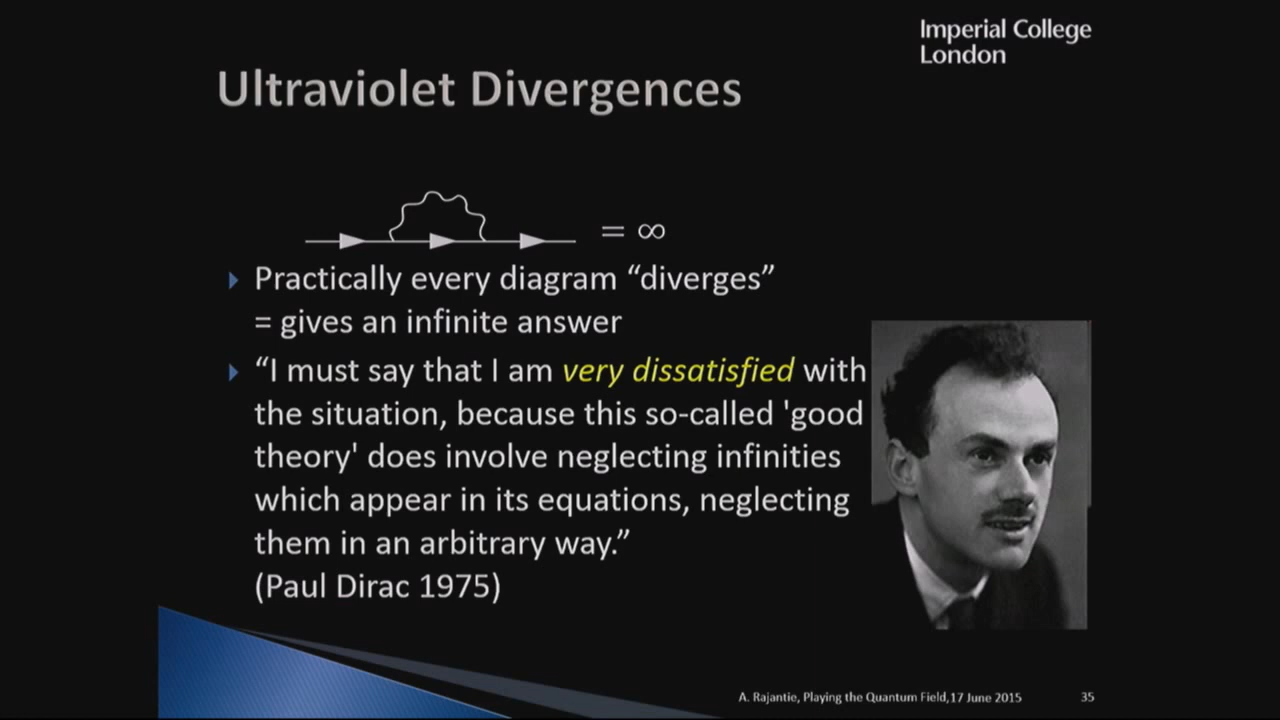 Imperial College
London
Ultraviolet Divergences
= ∞
Practically every diagram “diverges”
= gives an infinite answer
“I must say that I am very dissatisfied with
the situation, because this so-called 'good
theory' does involve neglecting infinities
which appear in its equations, neglecting
them in an arbitrary way.”
(Paul Dirac 1975)
A. Rajantie, Playing the Quantum Field,17 June 2015
35